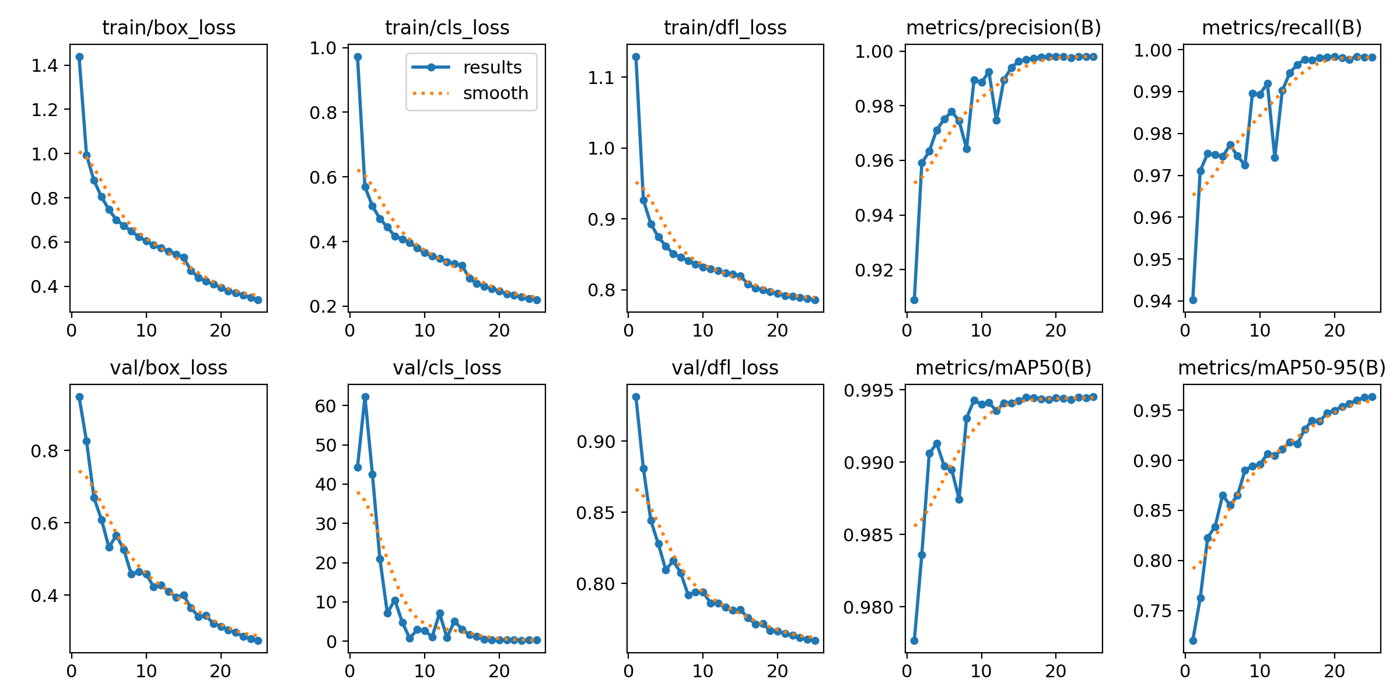 train/box_loss
train/cls_loss
train/dfl_loss
metrics/precision(B)
metrics/recall(B)
1.4
1.2
1.0
0.8
0.6
0.4
0 10 20
1.0
0.8
0.6
0.4
0.2
0 10 20
results
smooth
1.1
1.0
0.9
0.8
0 10 20
1.00
0.98
0.96
0.94
0.92
0 10 20
1.00
0.99
0.98
0.97
0.96
0.95
0.94
0 10 20
val/box_loss
val/cls_loss
val/dfl_loss
metrics/mAP50(B)
metrics/mAP50-95(B)
0.8
0.6
0.4
0 10 20
60
50
40
30
20
10
0
0 10 20
0.90
0.85
0.80
0 10 20
0.995
0.990
0.985
0.980
0 10 20
0.95
0.90
0.85
0.80
0.75
0 10 20